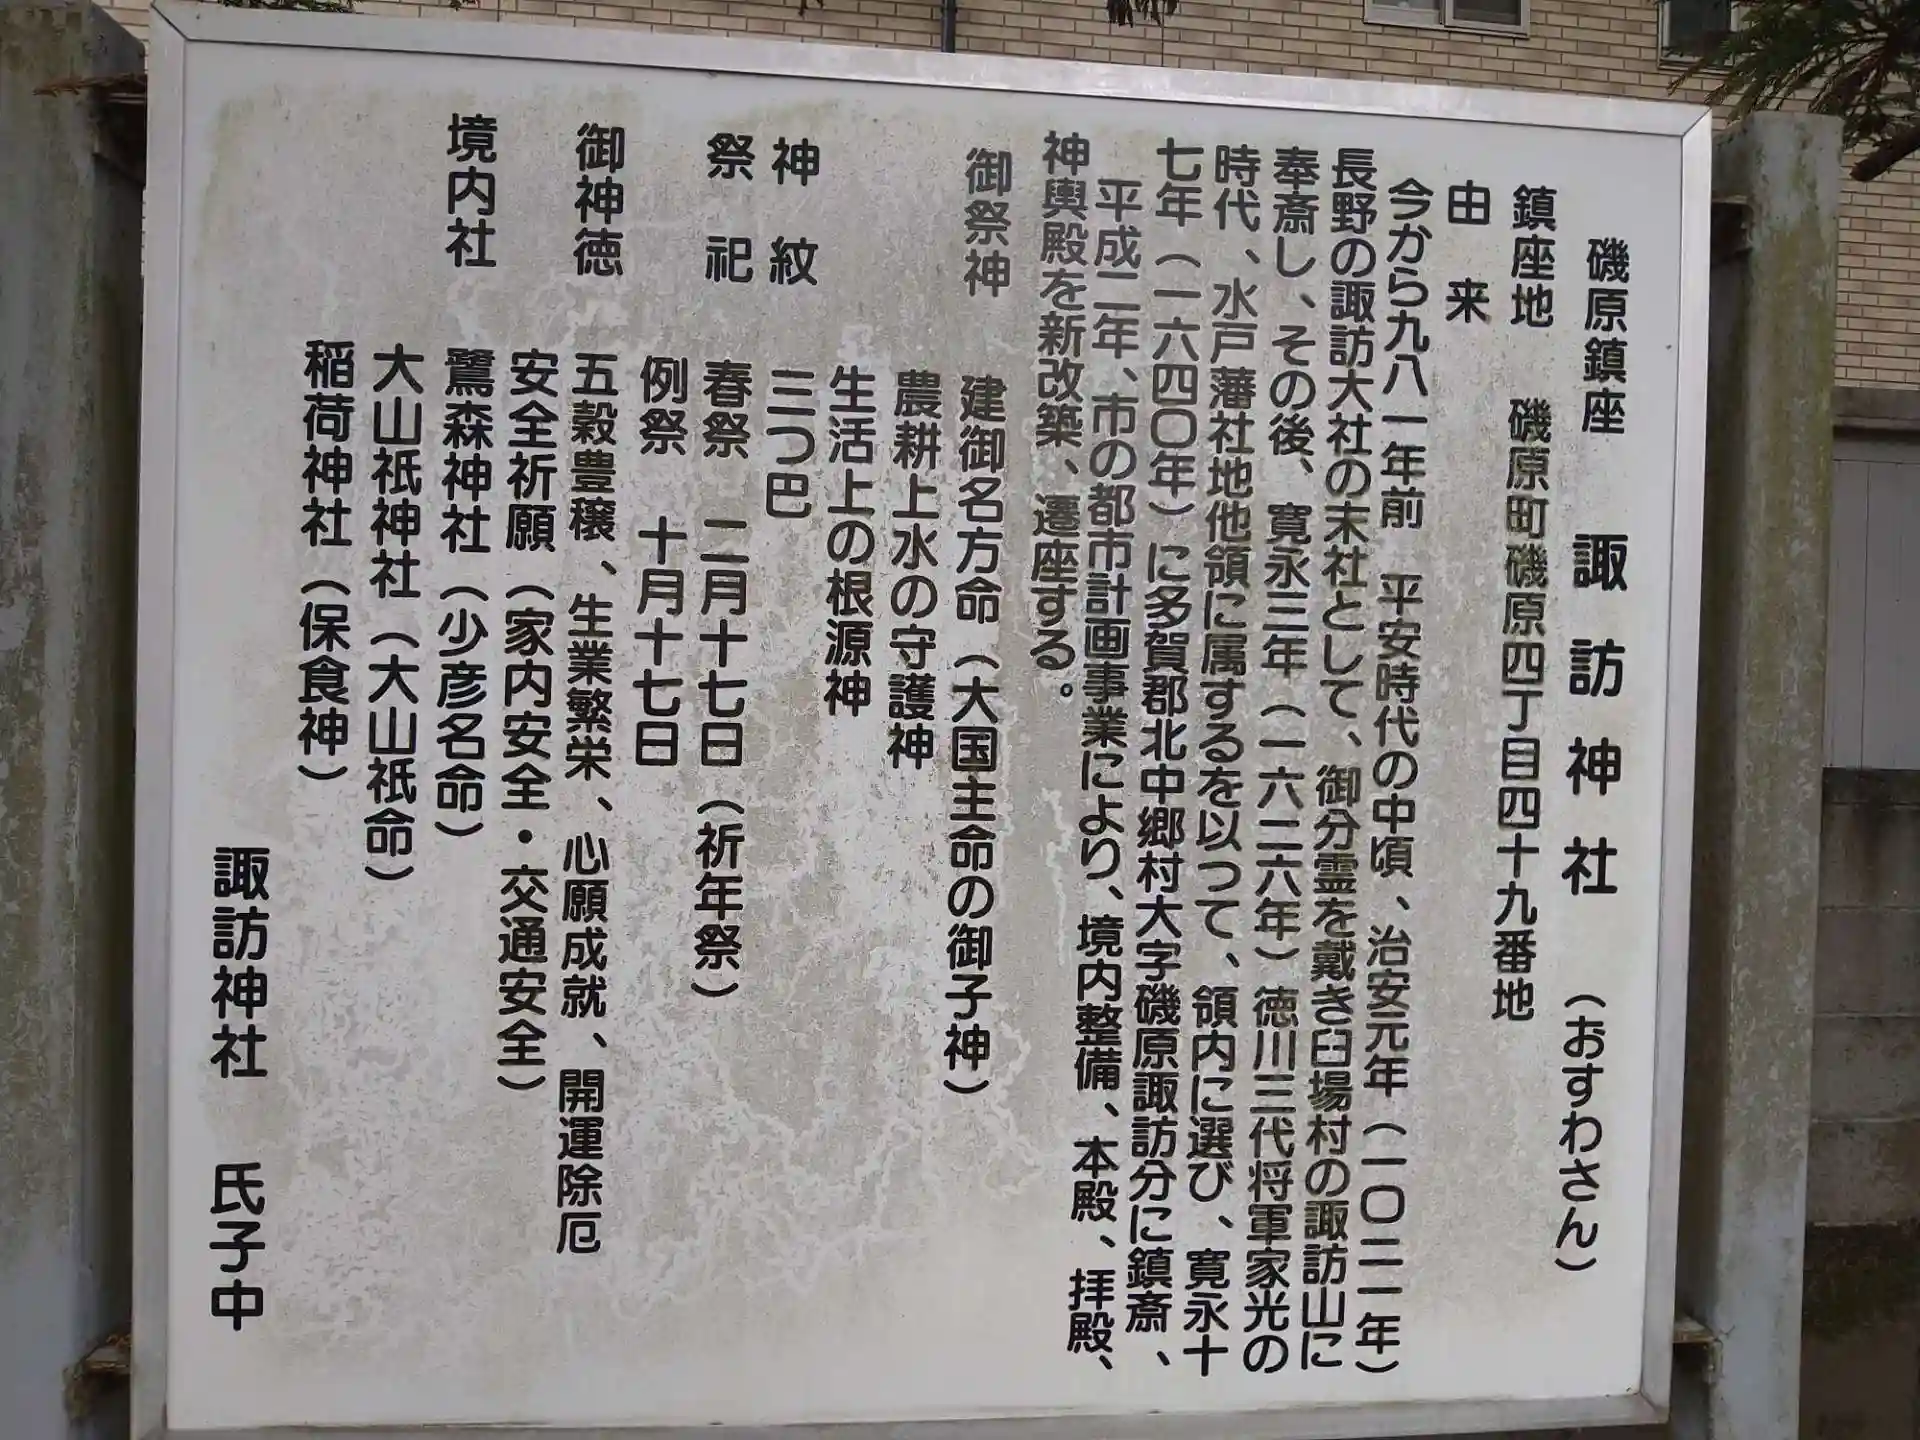 磯原鎮座　諏訪神社　（おすわさん）
鎮座地　磯原町磯原四丁目四十九番地
由　来
今から九八一年前　平安時代の中頃、治安元年（一〇二一年）
長野の諏訪大社の末社として、御分霊を戴き臼場村の諏訪山に
奉斎し、その後、寛永三年（一六二六年）徳川三代将軍家光の
時代、水戸藩社地他領に属するを以つて、領内に選び、寛永十
七年（一六四〇年）に多賀郡北中郷村大字磯原諏訪分に鎮斎、
平成二年、市の都市計画事業により、境内整備、本殿、拝殿、
神輿殿を新改築、遷座する。
御祭神　建御名方命（大国主命の御子神）
農耕上水の守護神
生活上の根源神
神　紋　三つ巴
祭　祀　春祭　二月十七日（祈年祭）
例祭　十月十七日
御神徳　五穀豊穣、生業繁栄、心願成就、開運除厄
安全祈願（家内安全・交通安全）
境内社　鷺森神社（少彦名命）
大山祇神社（大山祇命）
稲荷神社（保食神）
諏訪神社　氏子中